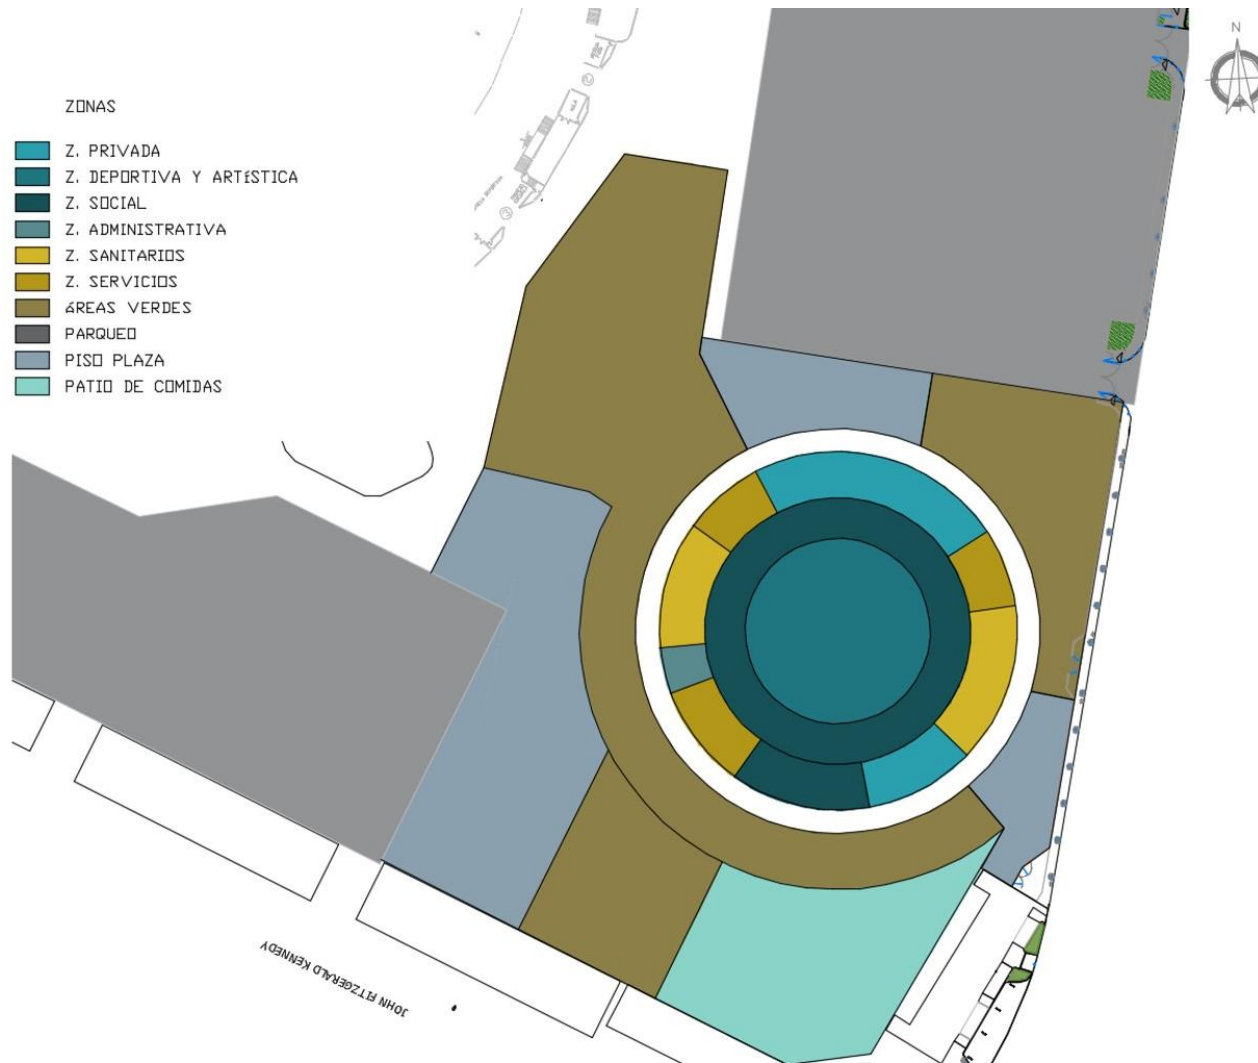 N
ZONAS
Z. PRIVADA
Z. DEPORTIVA Y ARTÍSTICA
Z. SOCIAL
Z. ADMINISTRATIVA
Z. SANITARIOS
Z. SERVICIOS
ÁREAS VERDES
PARQUEO
PISO PLAZA
PATIO DE COMIDAS
JOHN FITZGERALD KENNEDY